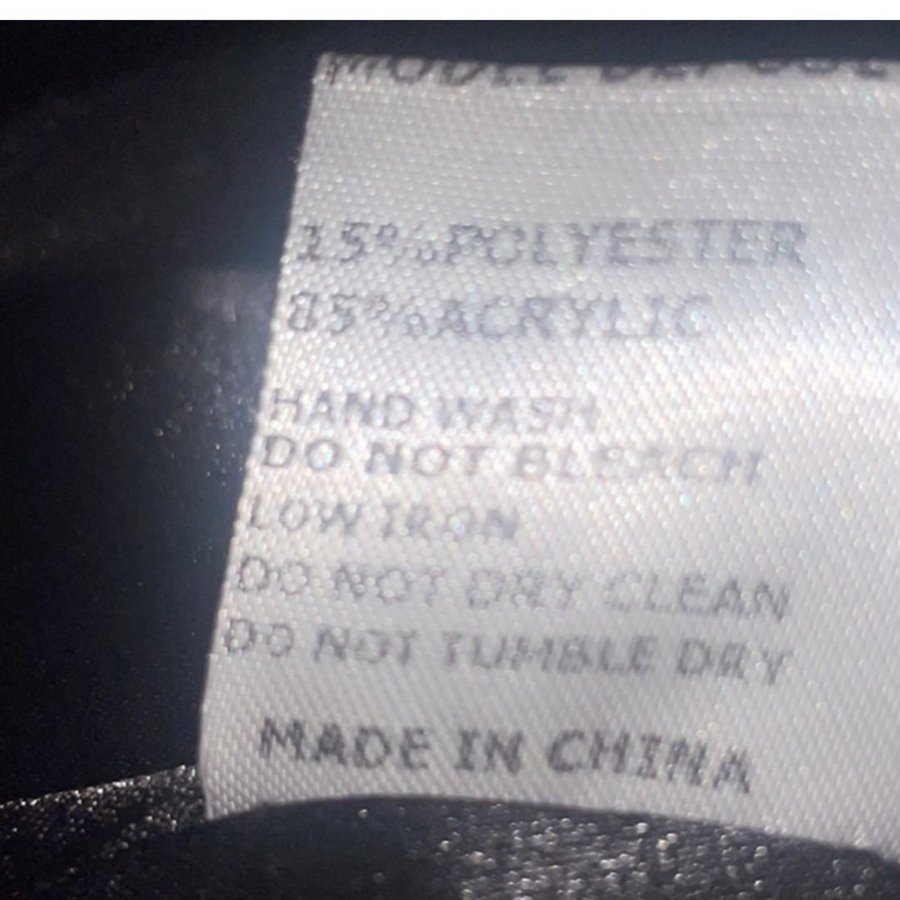 15%POLYESTER
85%ACRYLIC
HAND WASH
DO NOT BLEACH
LOW IRON
DO NOT DRY CLEAN
DO NOT TUMBLE DRY
MADE IN CHINA